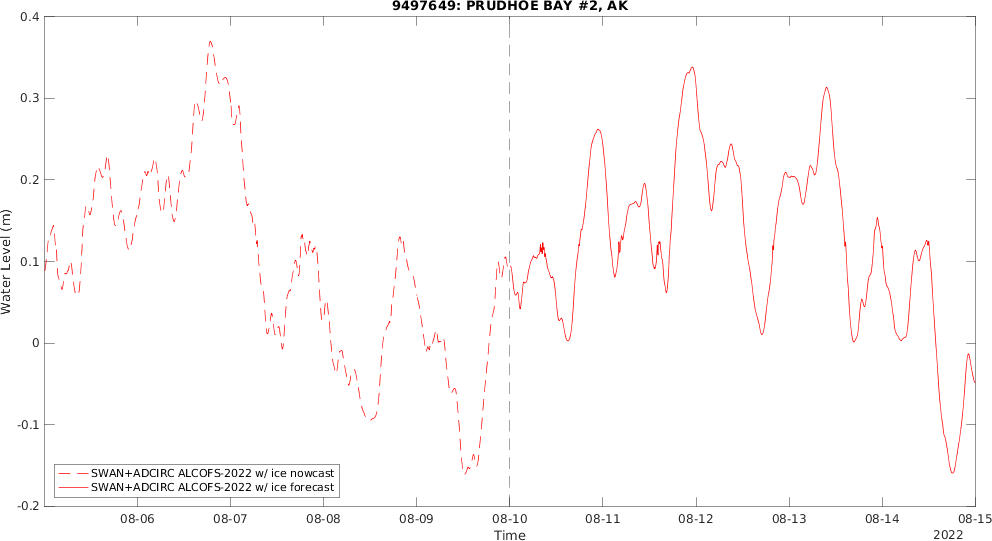 9497649: PRUDHOE BAY #2, AK
Water Level (m)
0.4
0.3
0.2
0.1
0
-0.1
-0.2
SWAN+ADCIRC ALCOFS-2022 w/ ice nowcast
SWAN+ADCIRC ALCOFS-2022 w/ ice forecast
08-06 08-07 08-08 08-09 08-10 08-11 08-12 08-13 08-14 08-15
Time
2022